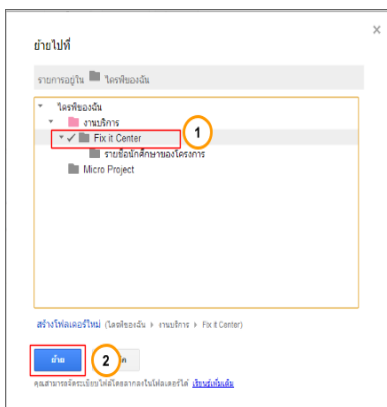 ย้ายไปที่
รายการอยู่ใน ไดรฟ์ของฉัน
ไดรฟ์ของฉัน
งานบริการ
Fix it Center
1
รายชื่อนักศึกษาของโครงการ
Micro Project
สร้างโฟลเดอร์ใหม่ (ไดรฟ์ของฉัน ▸ งานบริการ ▸ Fix it Center)
ย้าย 2
คุณสามารถจัดระเบียบไฟล์โดยลากลงในโฟลเดอร์ได้ เรียนรู้เพิ่มเติม